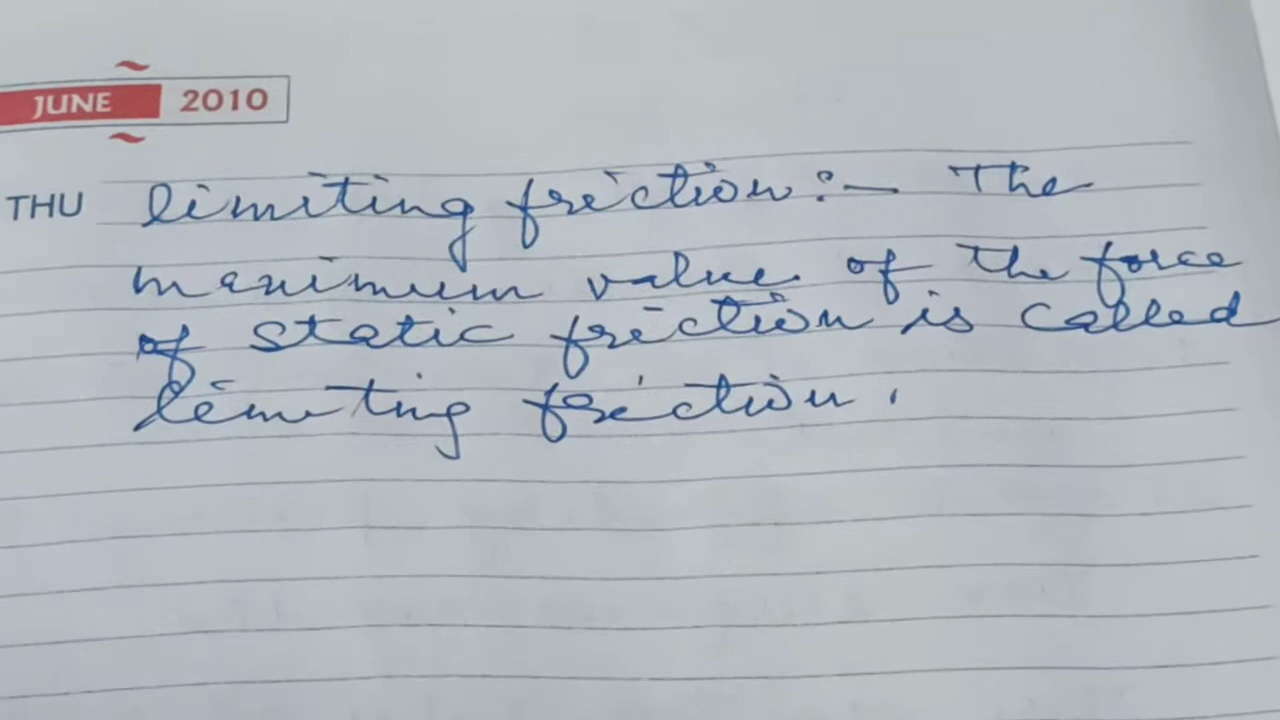 JUNE 2010
THU limiting friction:- The
maximum value of the force
of static friction is called
limiting friction.